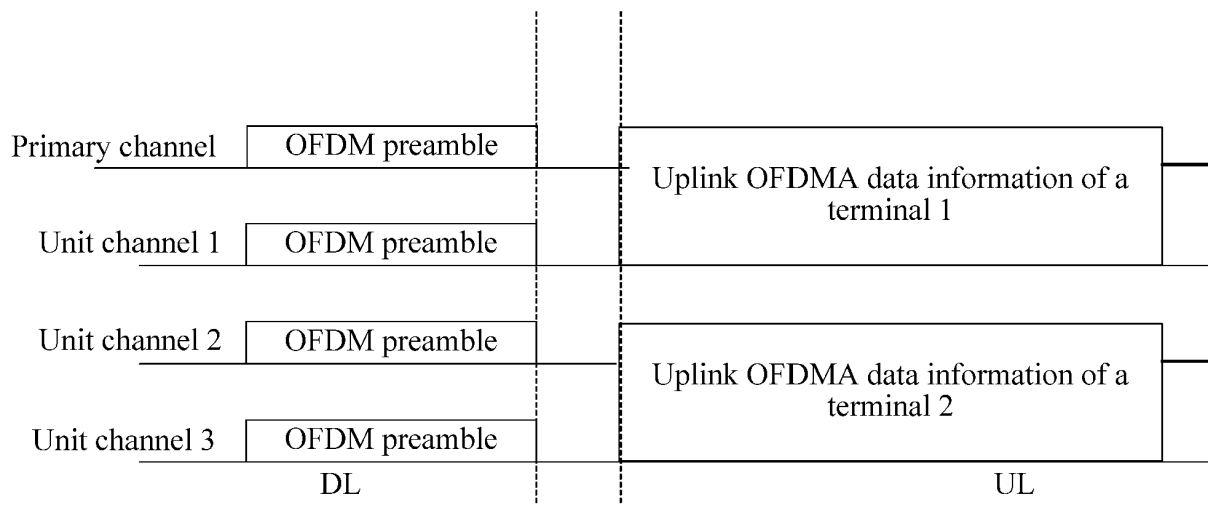 Primary channel
OFDM preamble
Uplink OFDMA data information of a
terminal 1
Unit channel 1
OFDM preamble
Unit channel 2
OFDM preamble
Uplink OFDMA data information of a
terminal 2
Unit channel 3
OFDM preamble
DL
UL